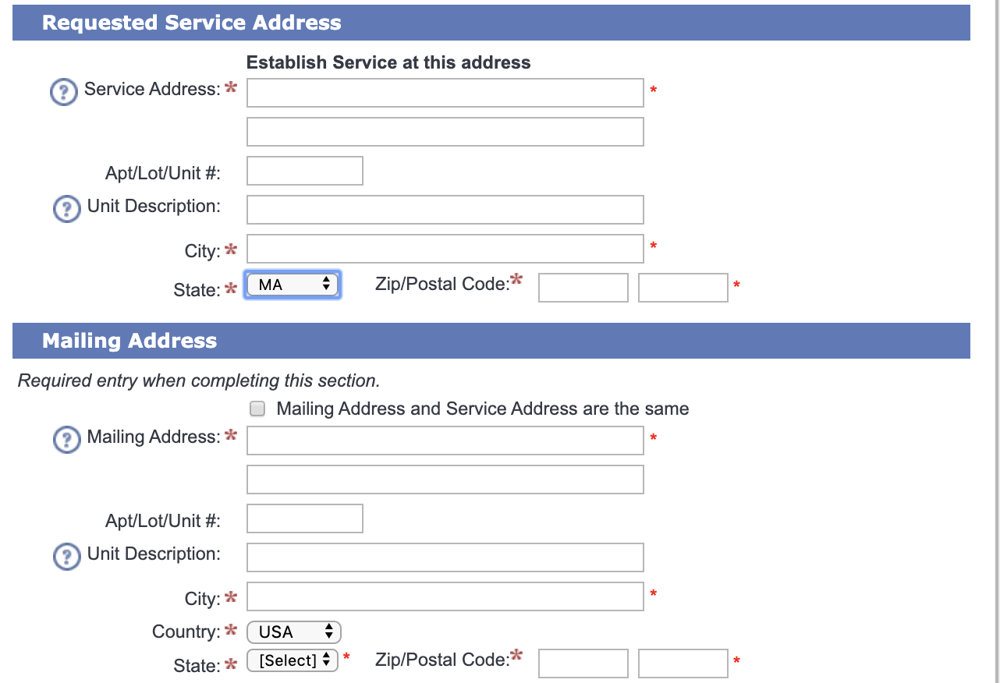 Requested Service Address
Establish Service at this address
? Service Address: * *
Apt/Lot/Unit #:
? Unit Description:
City: * *
State: * MA Zip/Postal Code: * *
Mailing Address
Required entry when completing this section.
Mailing Address and Service Address are the same
? Mailing Address: * *
Apt/Lot/Unit #:
? Unit Description:
City: * *
Country: * USA
State: * [Select] * Zip/Postal Code: * *